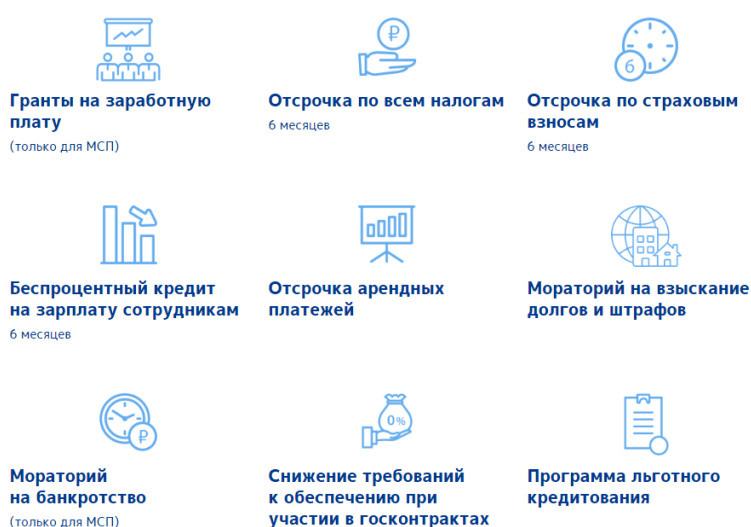 ₽
6
Гранты на заработную
плату
(только для МСП)
Отсрочка по всем налогам
6 месяцев
Отсрочка по страховым
взносам
6 месяцев
Беспроцентный кредит
на зарплату сотрудникам
6 месяцев
Отсрочка арендных
платежей
Мораторий на взыскание
долгов и штрафов
₽
0%
Мораторий
на банкротство
(только для МСП)
Снижение требований
к обеспечению при
участии в госконтрактах
Программа льготного
кредитования